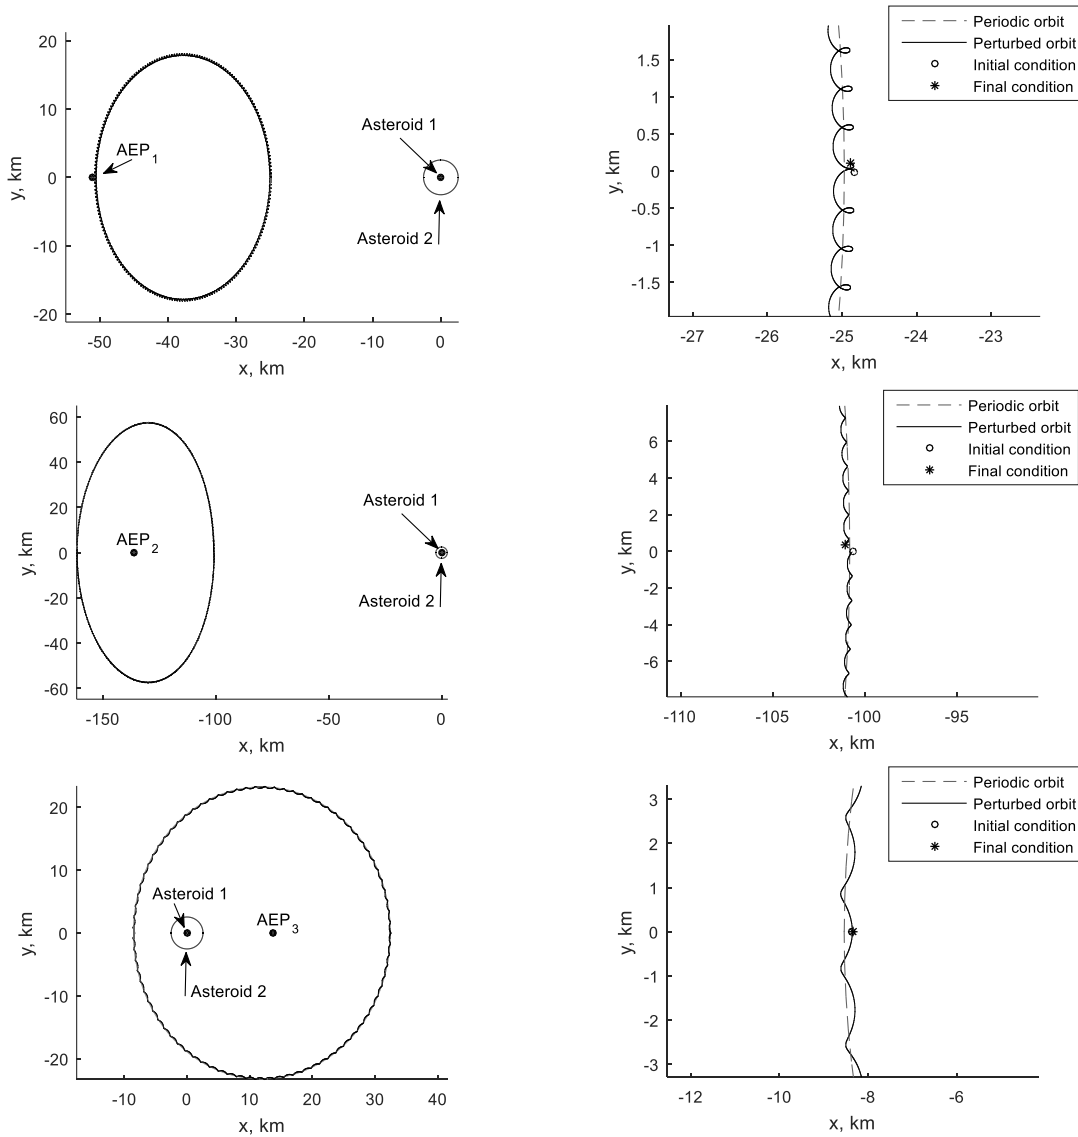 20
10
0
-10
-20
y, km
-50
-40
-30
-20
-10
0
x, km
AEP1
Asteroid 1
Asteroid 2
1.5
1
0.5
0
-0.5
-1
-1.5
y, km
-27
-26
-25
-24
-23
x, km
Periodic orbit
Perturbed orbit
Initial condition
Final condition
60
40
20
0
-20
-40
-60
y, km
-150
-100
-50
0
x, km
AEP2
Asteroid 1
Asteroid 2
6
4
2
0
-2
-4
-6
y, km
-110
-105
-100
-95
x, km
Periodic orbit
Perturbed orbit
Initial condition
Final condition
20
10
0
-10
-20
y, km
-10
0
10
20
30
40
x, km
Asteroid 1
AEP3
Asteroid 2
3
2
1
0
-1
-2
-3
y, km
-12
-10
-8
-6
x, km
Periodic orbit
Perturbed orbit
Initial condition
Final condition